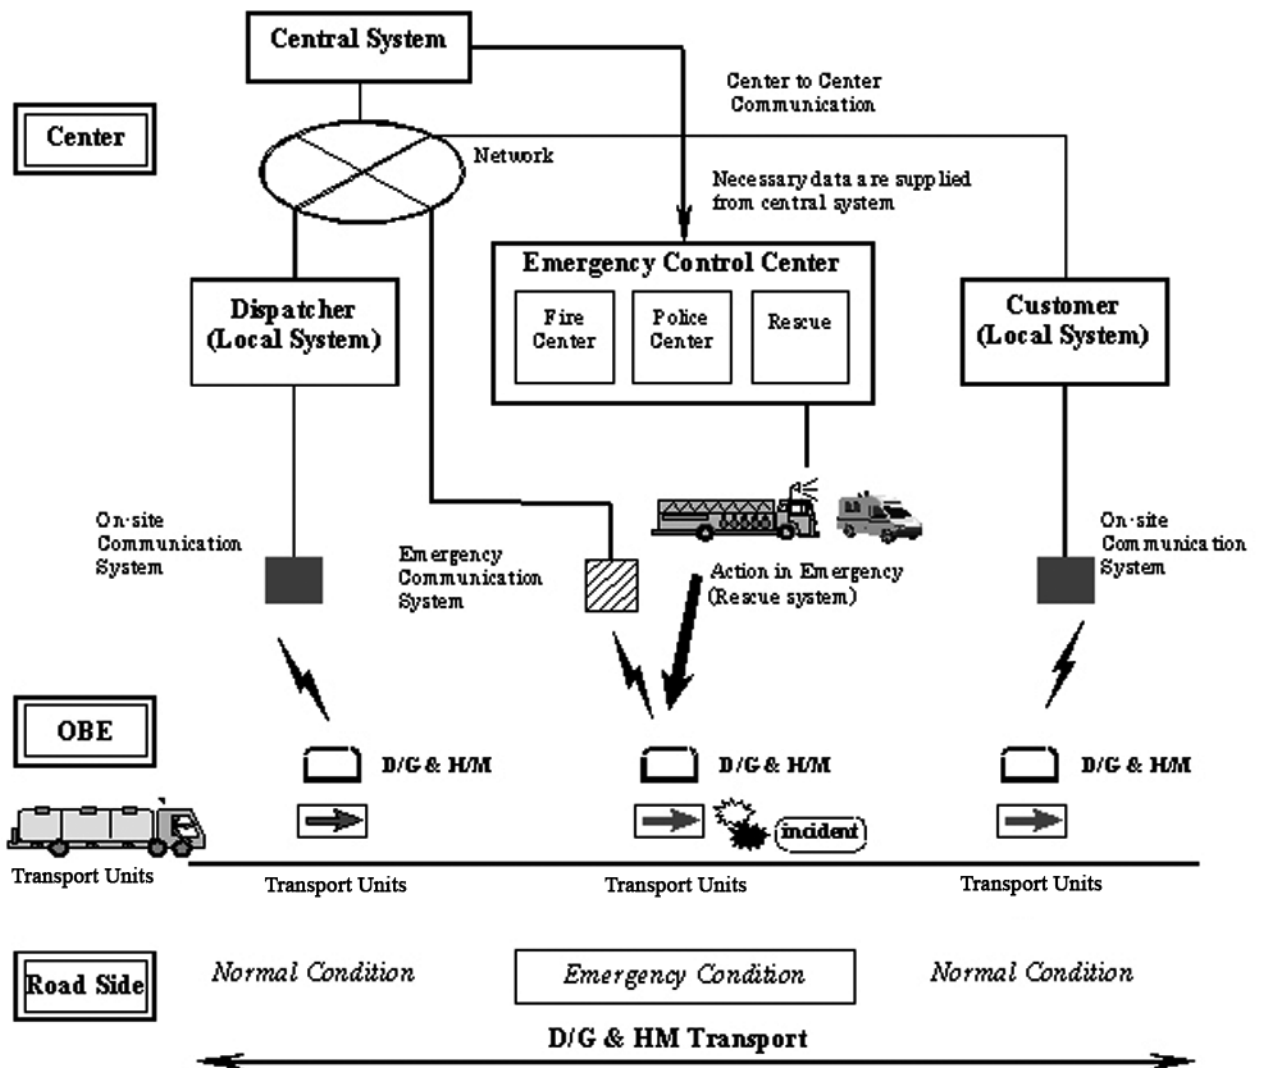 Central System
Center to Center
Communication
Center
Network
Necessary data are supplied
from central system
Emergency Control Center
Dispatcher
(Local System)
Fire
Center
Police
Center
Rescue
Customer
(Local System)
On-site
Communication
System
Emergency
Communication
System
Action in Emergency
(Rescue system)
On-site
Communication
System
OBE
D/G & H/M
D/G & H/M
D/G & H/M
incident
Transport Units
Transport Units
Transport Units
Transport Units
Road Side
Normal Condition
Emergency Condition
Normal Condition
D/G & HM Transport